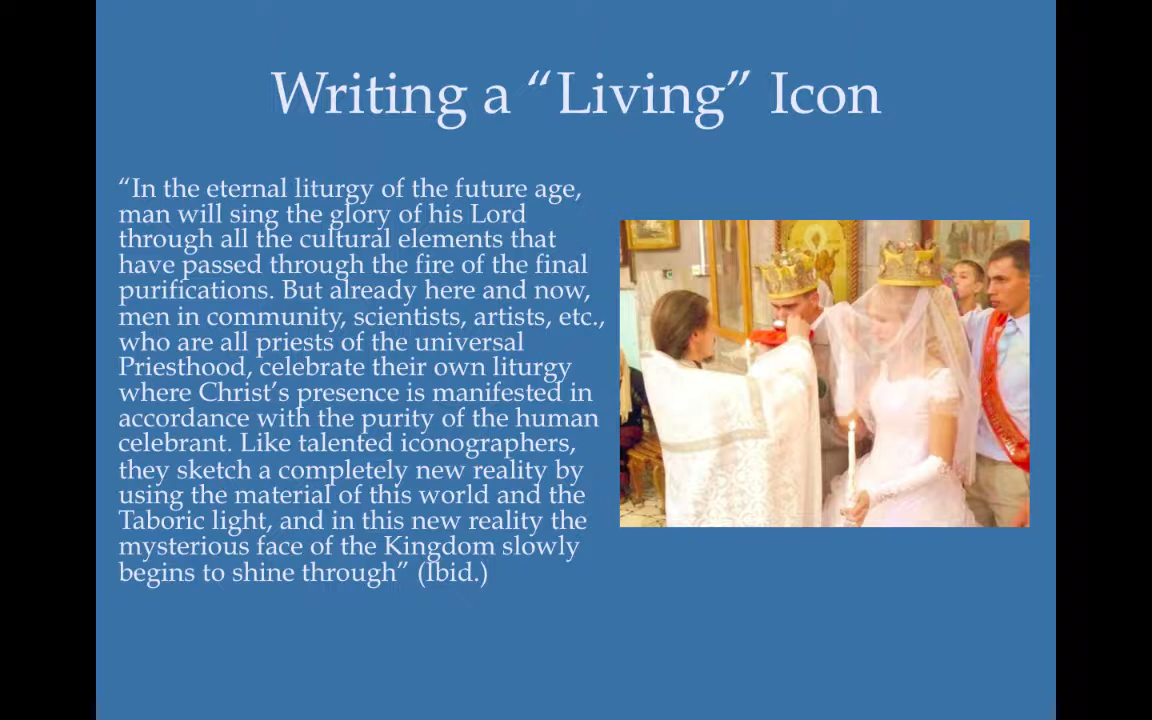 Writing a “Living” Icon
“In the eternal liturgy of the future age,
man will sing the glory of his Lord
through all the cultural elements that
have passed through the fire of the final
purifications. But already here and now,
men in community, scientists, artists, etc.,
who are all priests of the universal
Priesthood, celebrate their own liturgy
where Christ’s presence is manifested in
accordance with the purity of the human
celebrant. Like talented iconographers,
they sketch a completely new reality by
using the material of this world and the
Taboric light, and in this new reality the
mysterious face of the Kingdom slowly
begins to shine through” (Ibid.)